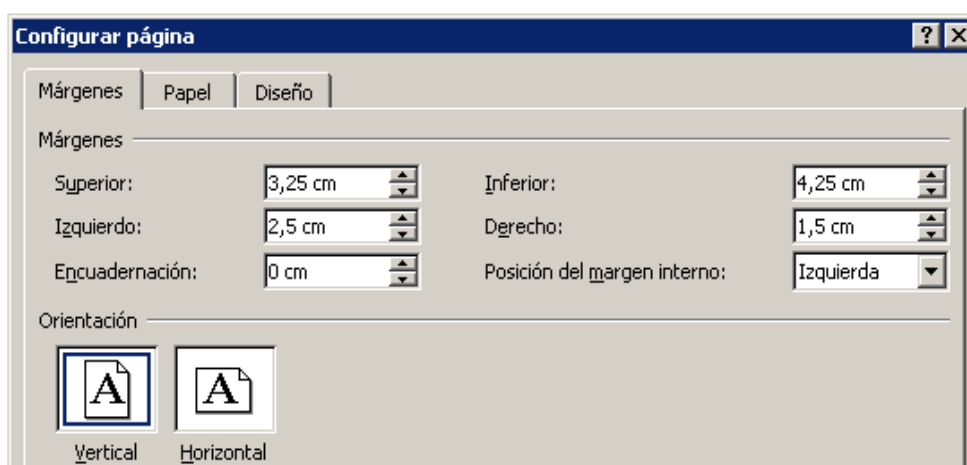 Configurar página
Márgenes Papel Diseño
Márgenes
Superior: 3,25 cm Inferior: 4,25 cm
Izquierdo: 2,5 cm Derecho: 1,5 cm
Encuadernación: 0 cm Posición del margen interno: Izquierda
Orientación
A A
Vertical Horizontal